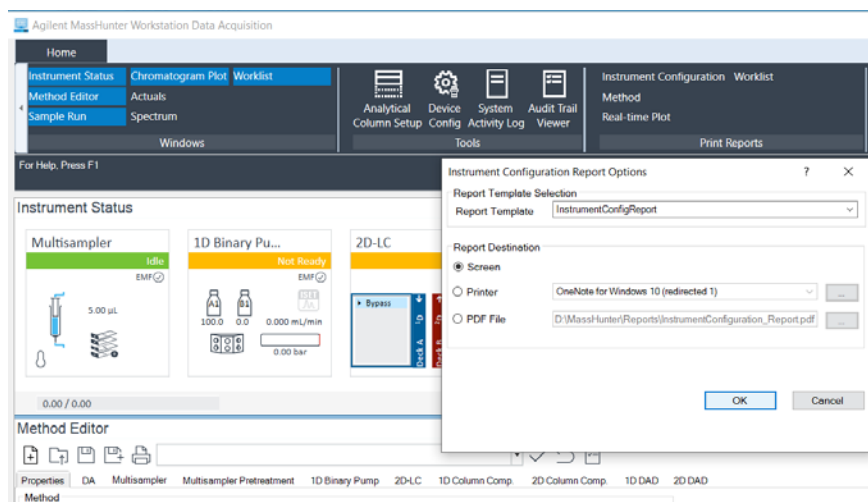 Agilent MassHunter Workstation Data Acquisition
Home
Instrument Status Chromatogram Plot Worklist
Method Editor Actuals
Sample Run Spectrum
Windows
Analytical Column Setup
Device Config
System Activity Log
Audit Trail Viewer
Tools
Instrument Configuration Worklist
Method
Real-time Plot
Print Reports
For Help, Press F1
Instrument Configuration Report Options ? X
Report Template Selection
Report Template InstrumentConfigReport
Report Destination
Screen
Printer OneNote for Windows 10 (redirected 1) ...
PDF File D:\MassHunter\Reports\InstrumentConfiguration_Report.pdf ...
OK Cancel
Instrument Status
Multisampler
Idle
EMF
5.00 µL
1D Binary Pu...
Not Ready
EMF
A1 B1
100.0 0.0 0.000 mL/min
0.00 bar
2D-LC
Bypass
Deck A
Deck B
0.00 / 0.00
Method Editor
Properties DA Multisampler Multisampler Pretreatment 1D Binary Pump 2D-LC 1D Column Comp. 2D Column Comp. 1D DAD 2D DAD
Method